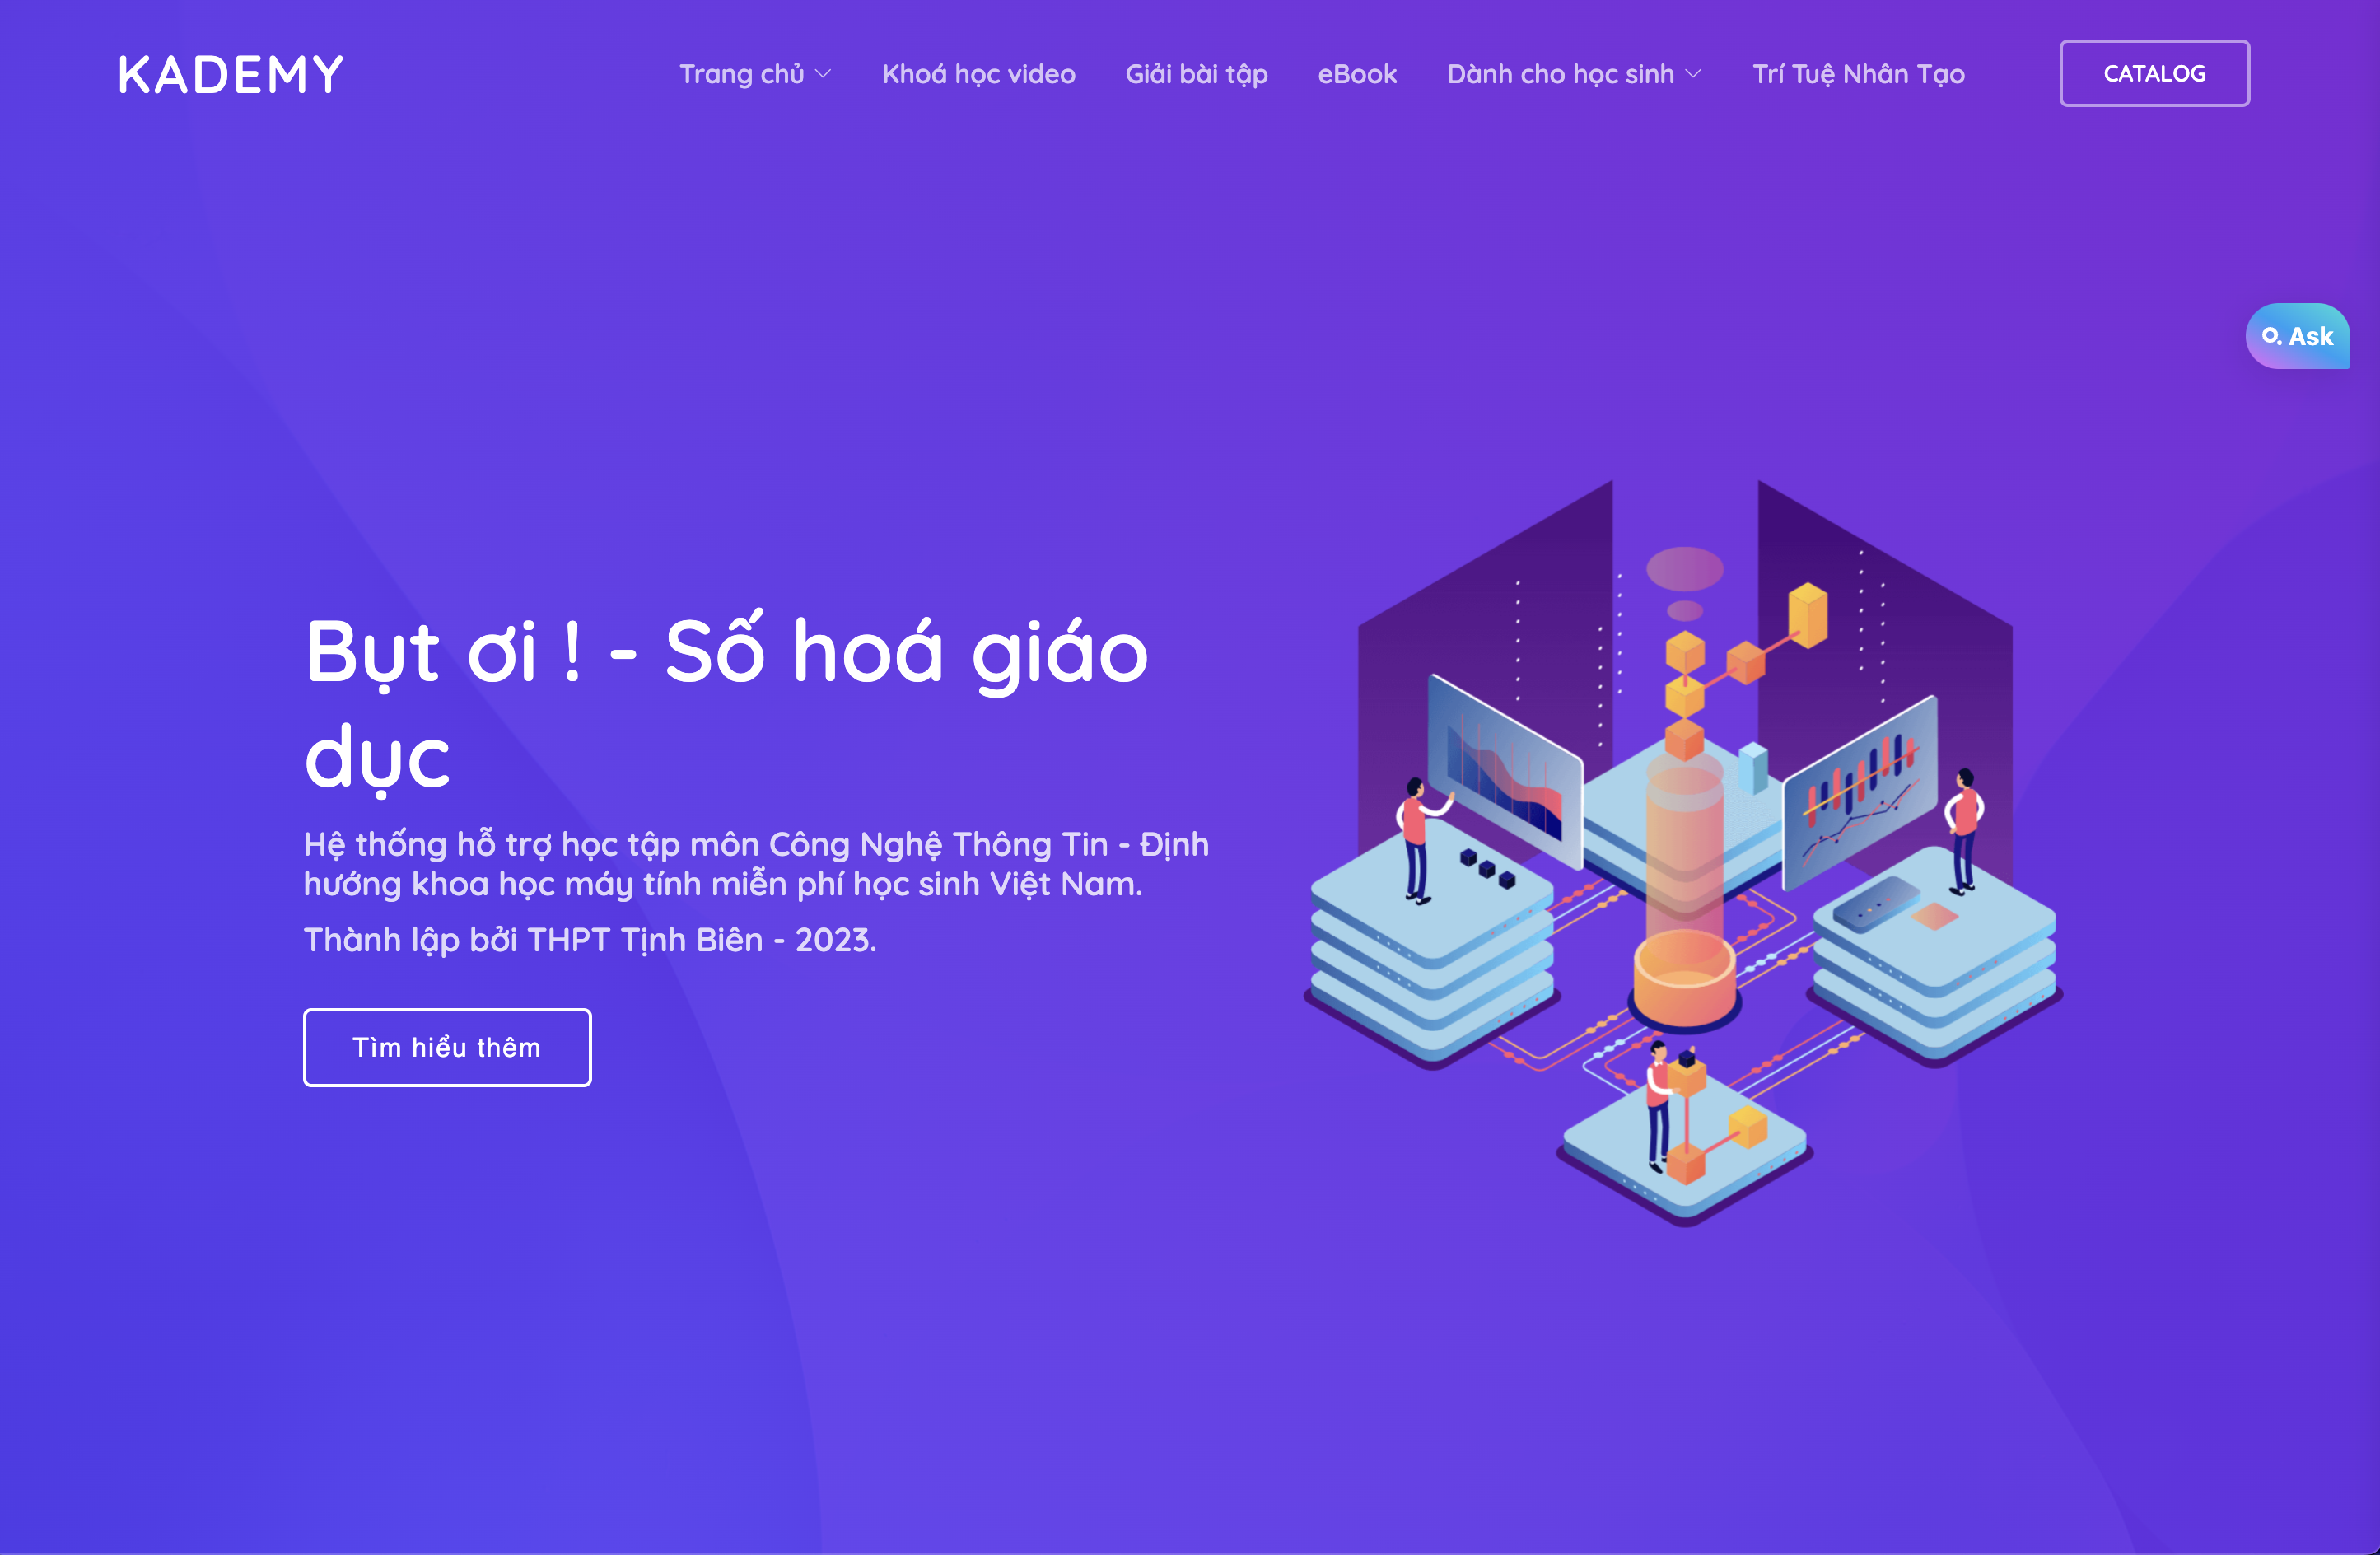 KADEMY
Trang chủ
Khoá học video
Giải bài tập
eBook
Dành cho học sinh
Trí Tuệ Nhân Tạo
CATALOG
Ask
Bụt ơi ! - Số hoá giáo
dục
Hệ thống hỗ trợ học tập môn Công Nghệ Thông Tin - Định
hướng khoa học máy tính miễn phí học sinh Việt Nam.
Thành lập bởi THPT Tịnh Biên - 2023.
Tìm hiểu thêm